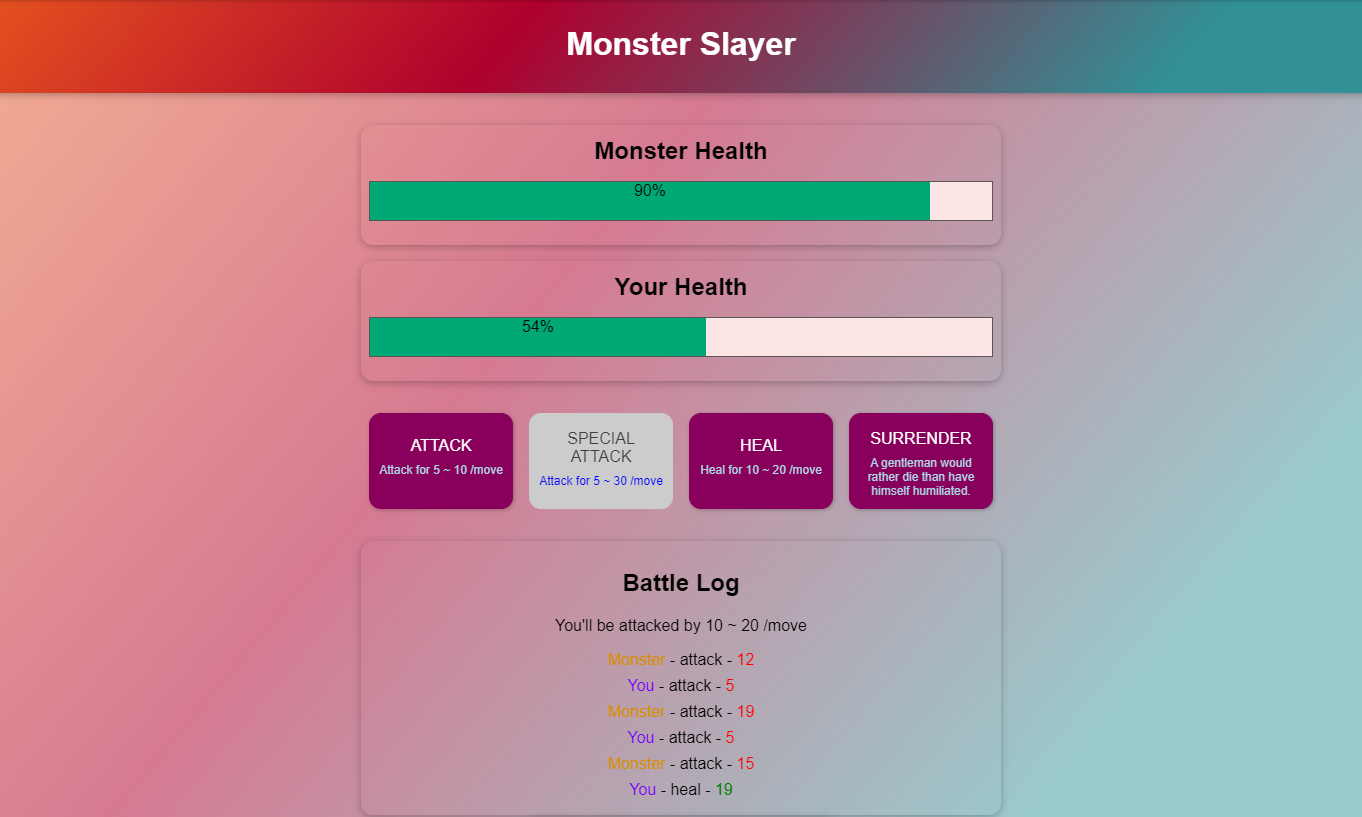 Monster Slayer
Monster Health
90%
Your Health
54%
ATTACK
Attack for 5 ~ 10 /move
SPECIAL
ATTACK
Attack for 5 ~ 30 /move
HEAL
Heal for 10 ~ 20 /move
SURRENDER
A gentleman would
rather die than have
himself humiliated.
Battle Log
You'll be attacked by 10 ~ 20 /move
Monster - attack - 12
You - attack - 5
Monster - attack - 19
You - attack - 5
Monster - attack - 15
You - heal - 19